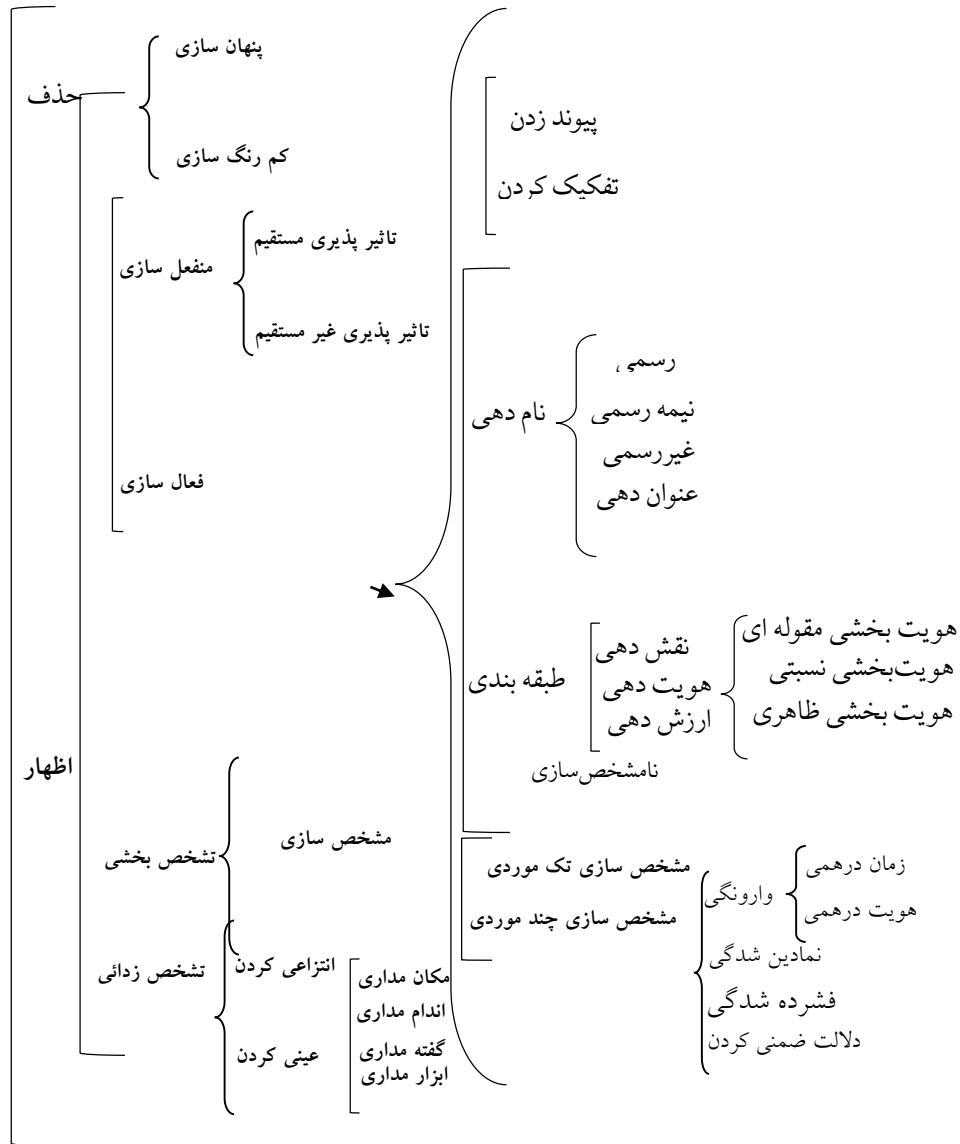 پنهان سازی
حذف
کم رنگ سازی
پیوند زدن
تفکیک کردن
تاثیر پذیری مستقیم
منفعل سازی
تاثیر پذیری غیر مستقیم
فعال سازی
رسمی
نام دهی
نیمه رسمی
غیررسمی
عنوان دهی
هویت بخشی مقوله ای
نقش دهی
طبقه بندی
هویت دهی
هویت‌بخشی نسبتی
ارزش دهی
هویت بخشی ظاهری
نامشخص‌سازی
اظهار
مشخص سازی
تشخص بخشی
مشخص سازی تک موردی
مشخص سازی چند موردی
زمان درهمی
وارونگی
هویت درهمی
نمادین شدگی
فشرده شدگی
دلالت ضمنی کردن
تشخص زدائی
انتزاعی کردن
عینی کردن
مکان مداری
اندام مداری
گفته مداری
ابزار مداری